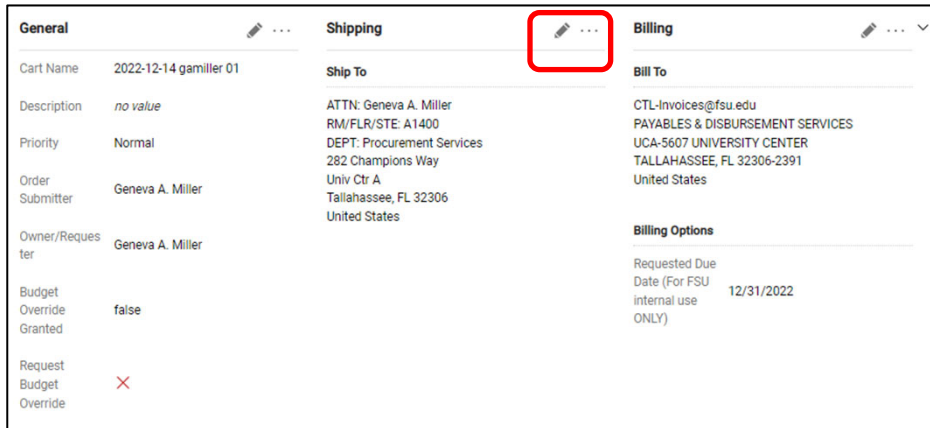 General
Cart Name 2022-12-14 gamiller 01
Description no value
Priority Normal
Order
Submitter
Geneva A. Miller
Owner/Reques
ter
Geneva A. Miller
Budget
Override
Granted
false
Request
Budget
Override
Shipping
Ship To
ATTN: Geneva A. Miller
RM/FLR/STE: A1400
DEPT: Procurement Services
282 Champions Way
Univ Ctr A
Tallahassee, FL 32306
United States
Billing
Bill To
CTL-Invoices@fsu.edu
PAYABLES & DISBURSEMENT SERVICES
UCA-5607 UNIVERSITY CENTER
TALLAHASSEE, FL 32306-2391
United States
Billing Options
Requested Due
Date (For FSU
internal use
ONLY)
12/31/2022